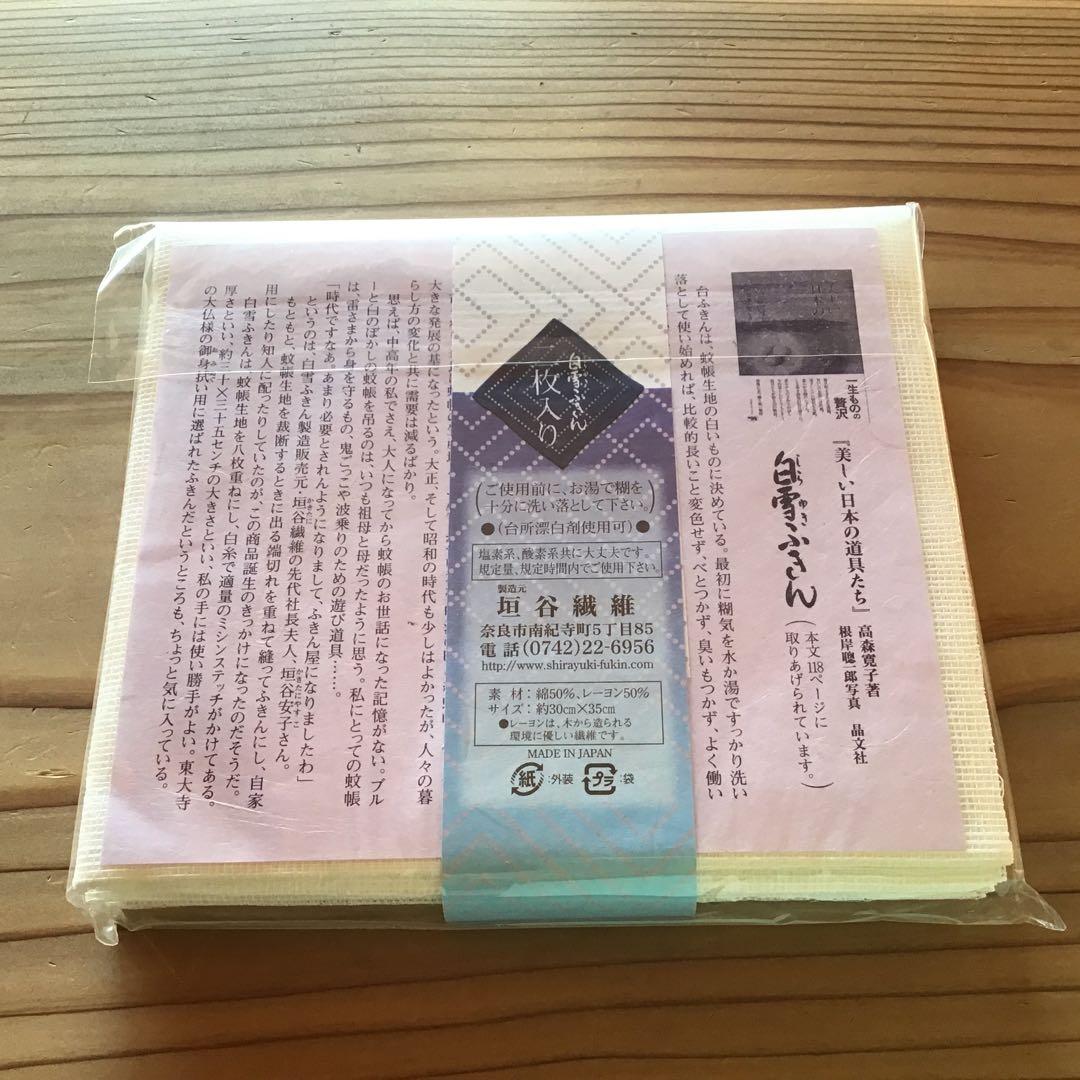 『美しい日本の道具たち』 高森寛子著
根岸聰一郎写真 晶文社
しらゆき
白雪ふきん
(本文118ページに
取りあげられています。)
一生ものの
贅沢
台ふきんは、蚊帳生地の白いものに決めている。最初に糊気を水か湯ですっかり洗い
落として使い始めれば、比較的長いこと変色せず、べとつかず、臭いもつかず、よく働い
白雪ふきん
枚入り
(ご使用前に、お湯で糊を
十分に洗い落として下さい。)
●(台所漂白剤使用可)●
塩素系、酸素系共に大丈夫です。
規定量、規定時間内でご使用下さい。
製造元
垣谷繊維
奈良市南紀寺町5丁目85
電話(0742)22-6956
http://www.shirayuki-fukin.com
素材:綿50%、レーヨン50%
サイズ:約30cm×35cm
●レーヨンは、木から造られる
環境に優しい繊維です。
MADE IN JAPAN
紙:外装 プラ:袋
大きな発展の基になったという。大正、そして昭和の時代も少しはよかったが、人々の暮
らし方の変化と共に需要は減るばかり。
思えば、中高年の私でさえ、大人になってから蚊帳のお世話になった記憶がない。ブル
ーと白のぼかしの蚊帳を吊るのは、いつも祖母と母だったように思う。私にとっての蚊帳
は、雷さまから身を守るもの、鬼ごっこや波乗りのための遊び道具……。
「時代ですなあ、あまり必要とされんようになりまして、ふきん屋になりましたわ」
というのは、白雪ふきん製造販売元・垣谷繊維の先代社長夫人、垣谷安子さん。
もともと、蚊帳生地を裁断するときに出る端切れを重ねて縫ってふきんにし、自家
用にしたり知人に配ったりしていたのが、この商品誕生のきっかけになったのだそうだ。
白雪ふきんは、蚊帳生地を八枚重ねにし、白糸で適量のミシンステッチがかけてある。
厚さといい、約三十×三十五センチの大きさといい、私の手には使い勝手がよい。東大寺
の大仏様の御身拭い用に選ばれたふきんだというところも、ちょっと気に入っている。